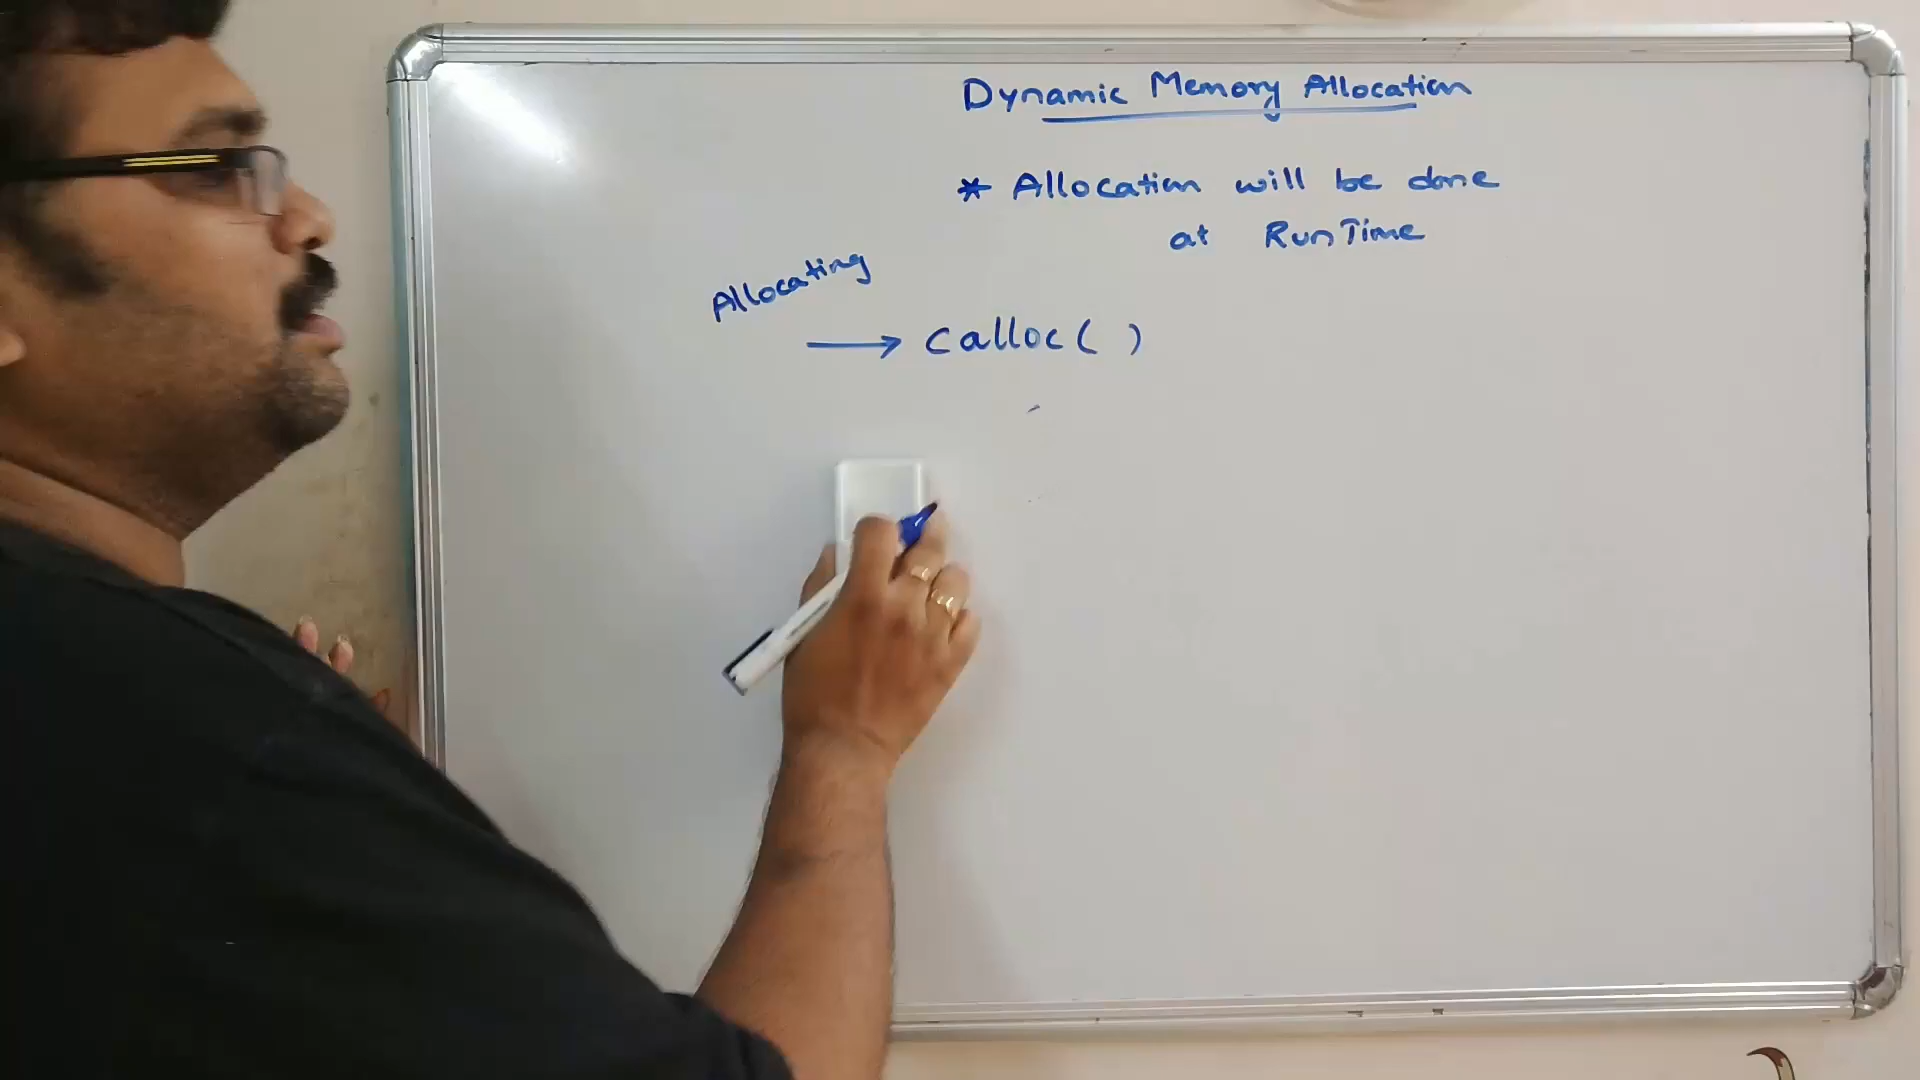 Dynamic Memory Allocation
* Allocation will be done
at RunTime
Allocating
→ calloc( )